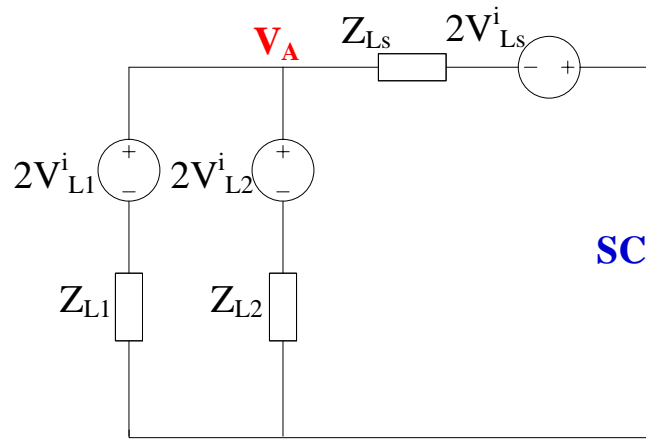 V_A
Z_Ls
2V^i_Ls
- +
+ +
2V^i_L1
2V^i_L2
- -
SC
Z_L1
Z_L2